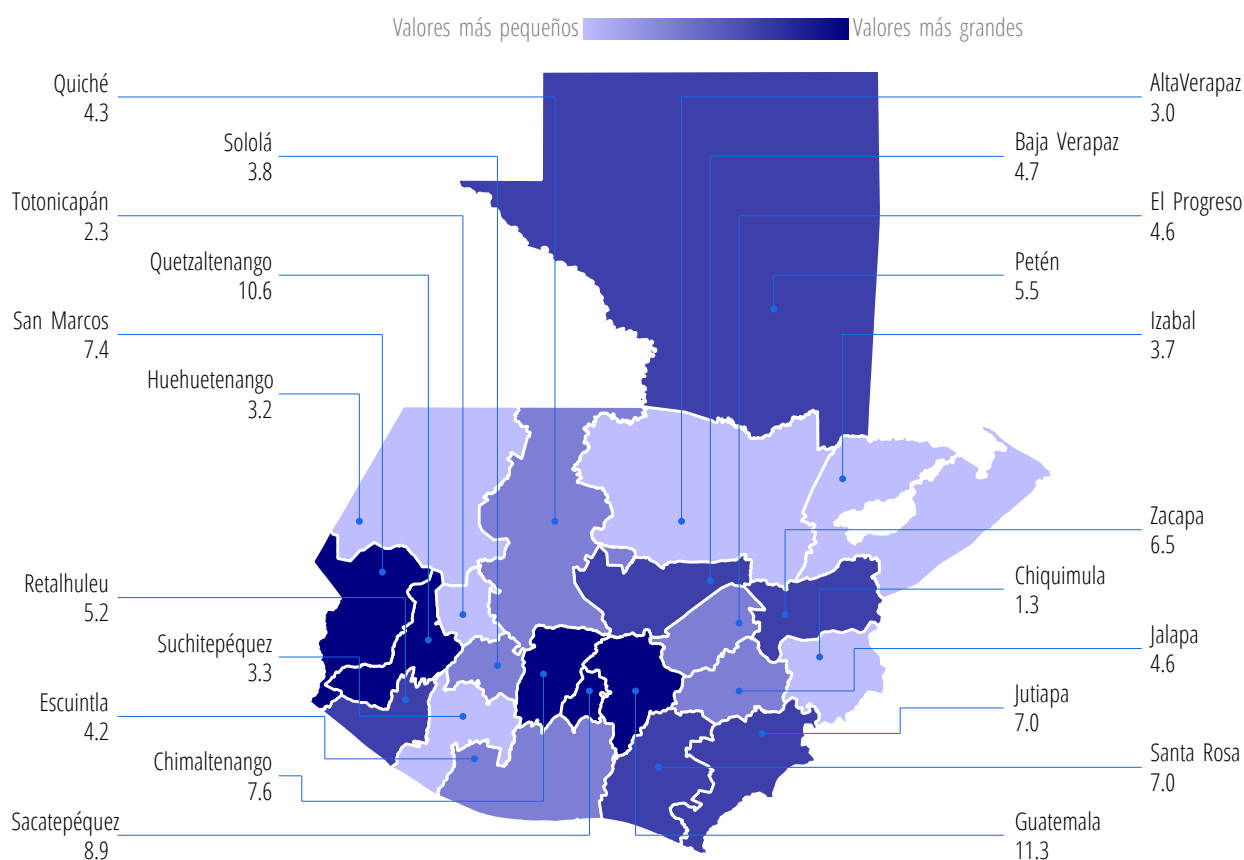 Valores más pequeños
Valores más grandes
Quiché
4.3
Sololá
3.8
Totonicapán
2.3
Quetzaltenango
10.6
San Marcos
7.4
Huehuetenango
3.2
Retalhuleu
5.2
Suchitepéquez
3.3
Escuintla
4.2
Chimaltenango
7.6
Sacatepéquez
8.9
AltaVerapaz
3.0
Baja Verapaz
4.7
El Progreso
4.6
Petén
5.5
Izabal
3.7
Zacapa
6.5
Chiquimula
1.3
Jalapa
4.6
Jutiapa
7.0
Santa Rosa
7.0
Guatemala
11.3